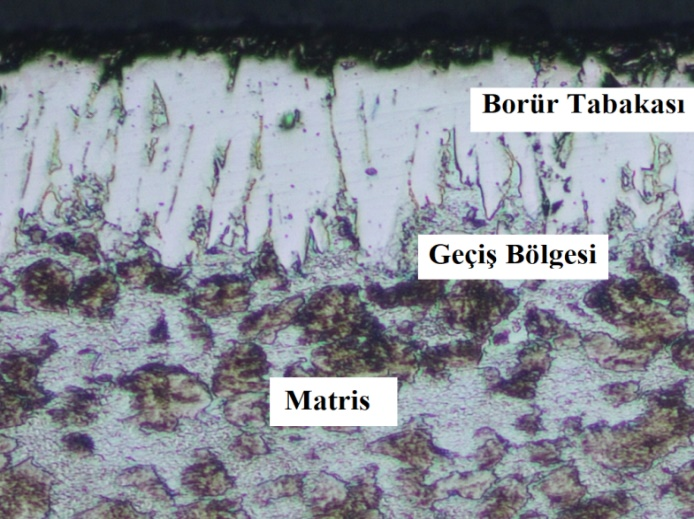 Borür Tabakası
Geçiş Bölgesi
Matris